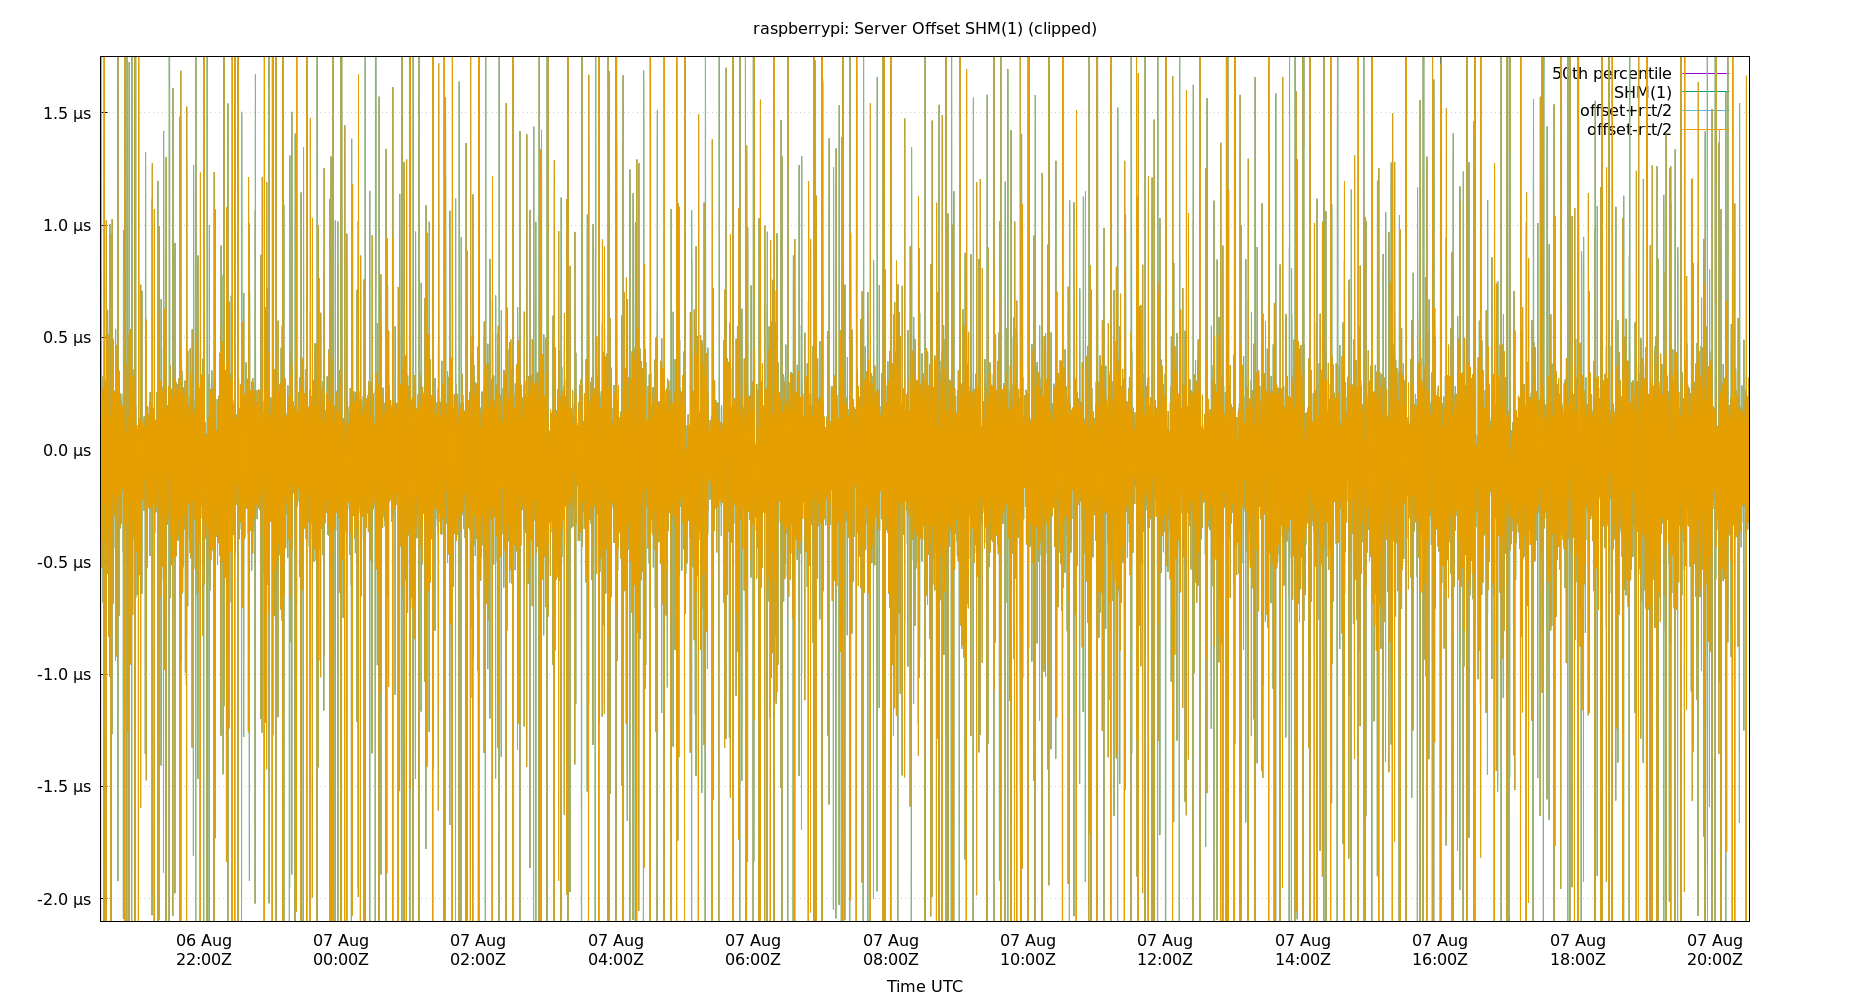 raspberrypi: Server Offset SHM(1) (clipped)
50th percentile
SHM(1)
offset+rtt/2
offset-rtt/2
1.5 µs
1.0 µs
0.5 µs
0.0 µs
-0.5 µs
-1.0 µs
-1.5 µs
-2.0 µs
06 Aug 07 Aug 07 Aug 07 Aug 07 Aug 07 Aug 07 Aug 07 Aug 07 Aug 07 Aug 07 Aug 07 Aug
22:00Z 00:00Z 02:00Z 04:00Z 06:00Z 08:00Z 10:00Z 12:00Z 14:00Z 16:00Z 18:00Z 20:00Z
Time UTC